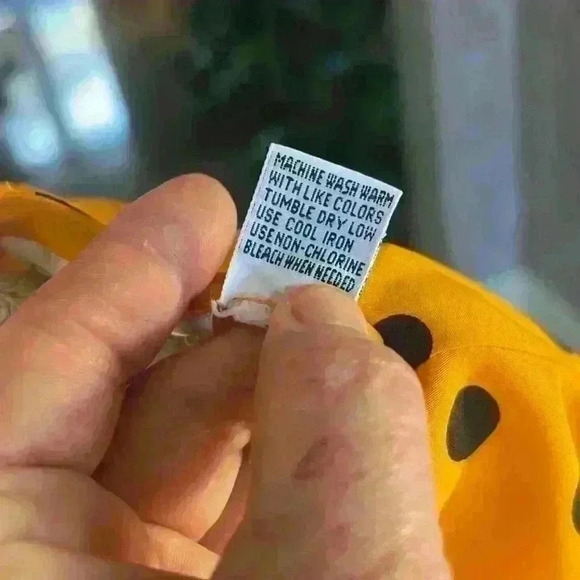 MACHINE WASH WARM
WITH LIKE COLORS
TUMBLE DRY LOW
USE COOL IRON
USE NON-CHLORINE
BLEACH WHEN NEEDED